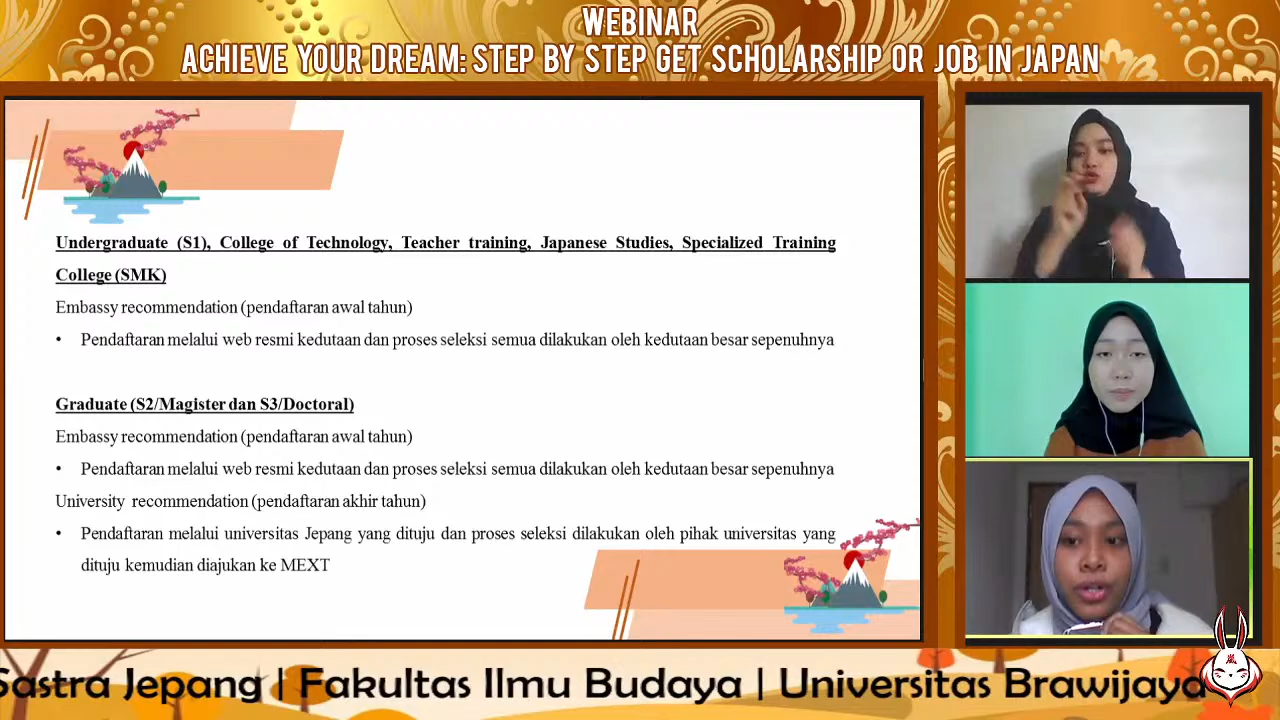 WEBINAR
ACHIEVE YOUR DREAM: STEP BY STEP GET SCHOLARSHIP OR JOB IN JAPAN
Undergraduate (S1), College of Technology, Teacher training, Japanese Studies, Specialized Training
College (SMK)
Embassy recommendation (pendaftaran awal tahun)
• Pendaftaran melalui web resmi kedutaan dan proses seleksi semua dilakukan oleh kedutaan besar sepenuhnya
Graduate (S2/Magister dan S3/Doctoral)
Embassy recommendation (pendaftaran awal tahun)
• Pendaftaran melalui web resmi kedutaan dan proses seleksi semua dilakukan oleh kedutaan besar sepenuhnya
University recommendation (pendaftaran akhir tahun)
• Pendaftaran melalui universitas Jepang yang dituju dan proses seleksi dilakukan oleh pihak universitas yang
dituju kemudian diajukan ke MEXT
Sastra Jepang | Fakultas Ilmu Budaya | Universitas Brawijaya